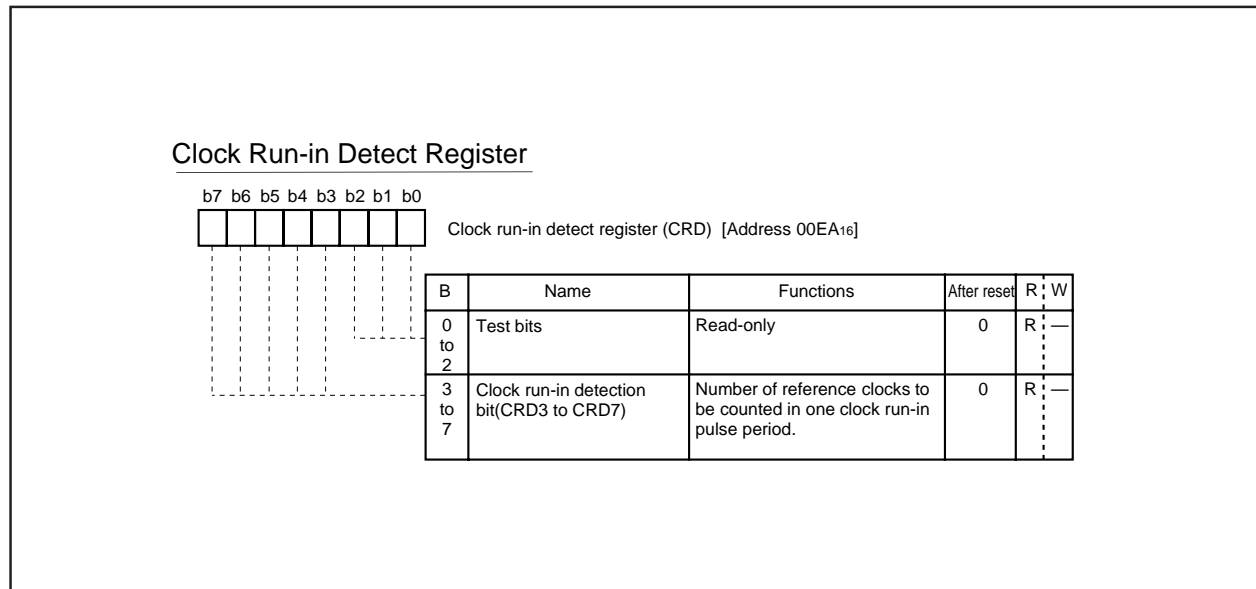 Clock Run-in Detect Register
b7 b6 b5 b4 b3 b2 b1 b0
Clock run-in detect register (CRD) [Address 00EA16]
B Name Functions After reset R W
0 to 2 Test bits Read-only 0 R —
3 to 7 Clock run-in detection bit(CRD3 to CRD7) Number of reference clocks to be counted in one clock run-in pulse period. 0 R —